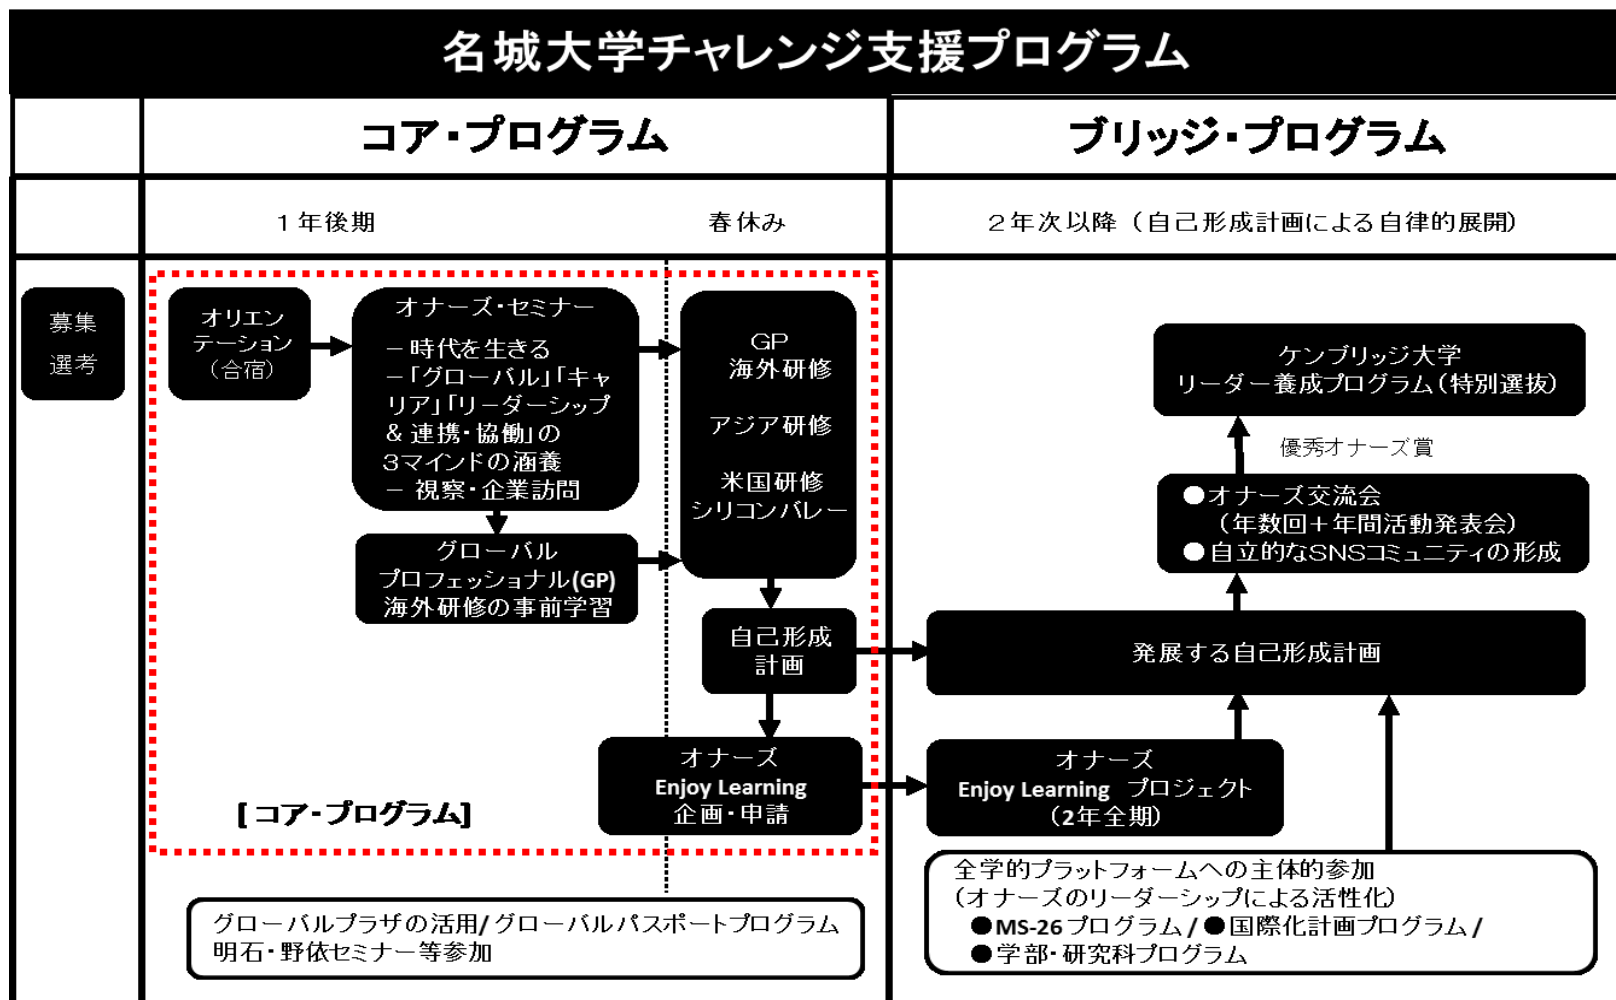 名城大学チャレンジ支援プログラム
コア・プログラム
ブリッジ・プログラム
１年後期
春休み
２年次以降（自己形成計画による自律的展開）
募集
選考
オリエン
テーション
（合宿）
オナーズ・セミナー
－時代を生きる
－「グローバル」「キャ
リア」「リーダーシップ
＆連携・協働」の
３マインドの涵養
－ 視察・企業訪問
グローバル
プロフェッショナル(GP)
海外研修の事前学習
GP
海外研修
アジア研修
米国研修
シリコンバレー
自己形成
計画
オナーズ
Enjoy Learning
企画・申請
[コア・プログラム]
グローバルプラザの活用/グローバルパスポートプログラム
明石・野依セミナー等参加
ケンブリッジ大学
リーダー養成プログラム（特別選抜）
優秀オナーズ賞
●オナーズ交流会
（年数回＋年間活動発表会）
●自立的なSNSコミュニティの形成
発展する自己形成計画
オナーズ
Enjoy Learning プロジェクト
（2年全期）
全学的プラットフォームへの主体的参加
（オナーズのリーダーシップによる活性化）
●MS-26 プログラム / ●国際化計画プログラム /
●学部・研究科プログラム